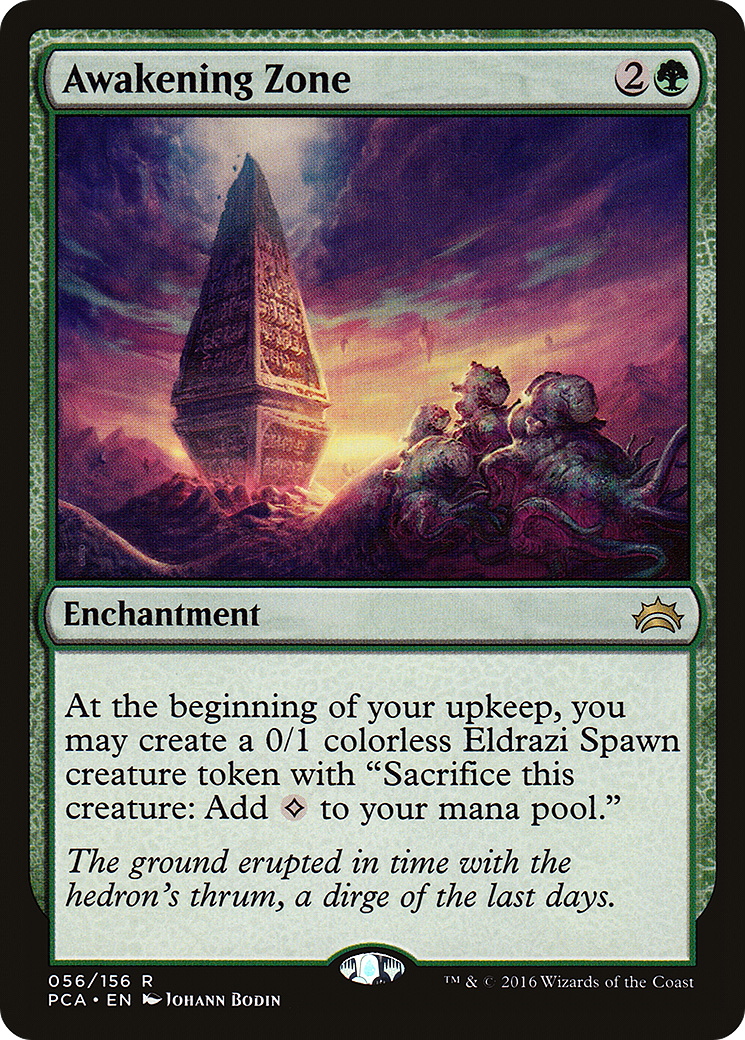 Awakening Zone 2
Enchantment
At the beginning of your upkeep, you
may create a 0/1 colorless Eldrazi Spawn
creature token with “Sacrifice this
creature: Add to your mana pool.”
The ground erupted in time with the
hedron’s thrum, a dirge of the last days.
056/156 R
PCA • EN Johann Bodin
™ & © 2016 Wizards of the Coast